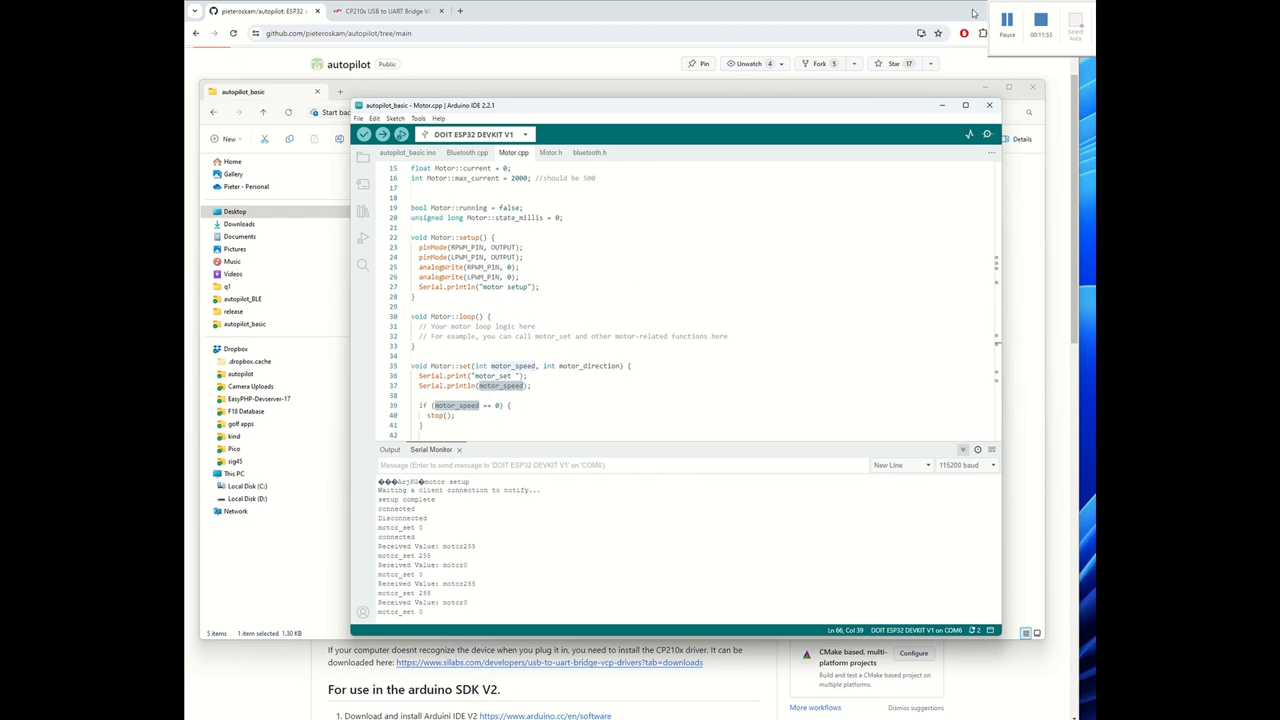 pieteroskam/autopilot: ESP32 a
CP210x USB to UART Bridge VC
github.com/pieteroskam/autopilot/tree/main
Pause
00:11:53
Select Area
autopilot
Public
Pin
Unwatch 4
Fork 5
Star 17
autopilot_basic
Start bac
New
Details
Home
Gallery
Pieter - Personal
Desktop
Downloads
Documents
Pictures
Music
Videos
q1
autopilot_BLE
release
autopilot_basic
Dropbox
.dropbox.cache
autopilot
Camera Uploads
EasyPHP-Devserver-17
F18 Database
golf apps
kind
Pico
sig45
This PC
Local Disk (C:)
Local Disk (D:)
Network
5 items 1 item selected 1.30 KB
autopilot_basic - Motor.cpp | Arduino IDE 2.2.1
File Edit Sketch Tools Help
DOIT ESP32 DEVKIT V1
autopilot_basic.ino Bluetooth.cpp Motor.cpp Motor.h bluetooth.h
15 float Motor::current = 0;
16 int Motor::max_current = 2000; //should be 500
17
18
19 bool Motor::running = false;
20 unsigned long Motor::state_millis = 0;
21
22 void Motor::setup() {
23 pinMode(RPWM_PIN, OUTPUT);
24 pinMode(LPWM_PIN, OUTPUT);
25 analogWrite(RPWM_PIN, 0);
26 analogWrite(LPWM_PIN, 0);
27 Serial.println("motor setup");
28 }
29
30 void Motor::loop() {
31 // Your motor loop logic here
32 // For example, you can call motor_set and other motor-related functions here
33 }
34
35 void Motor::set(int motor_speed, int motor_direction) {
36 Serial.print("motor_set ");
37 Serial.println(motor_speed);
38
39 if (motor_speed == 0) {
40 stop();
41 }
42
Output Serial Monitor
Message (Enter to send message to 'DOIT ESP32 DEVKIT V1' on 'COM6')
New Line
115200 baud
motor setup
Waiting a client connection to notify...
setup complete
connected
Disconnected
motor_set 0
connected
Received Value: motor255
motor_set 255
Received Value: motor0
motor_set 0
Received Value: motor255
motor_set 255
Received Value: motor0
motor_set 0
Ln 66, Col 39 DOIT ESP32 DEVKIT V1 on COM6 2
If your computer doesnt recognize the device when you plug it in, you need to install the CP210x driver. It can be
downloaded here: https://www.silabs.com/developers/usb-to-uart-bridge-vcp-drivers?tab=downloads
For use in the arduino SDK V2.
1. Download and install Arduini IDE V2 https://www.arduino.cc/en/software
CMake based, multi-
platform projects
Configure
Build and test a CMake based project on
multiple platforms.
More workflows
Dismiss suggestions